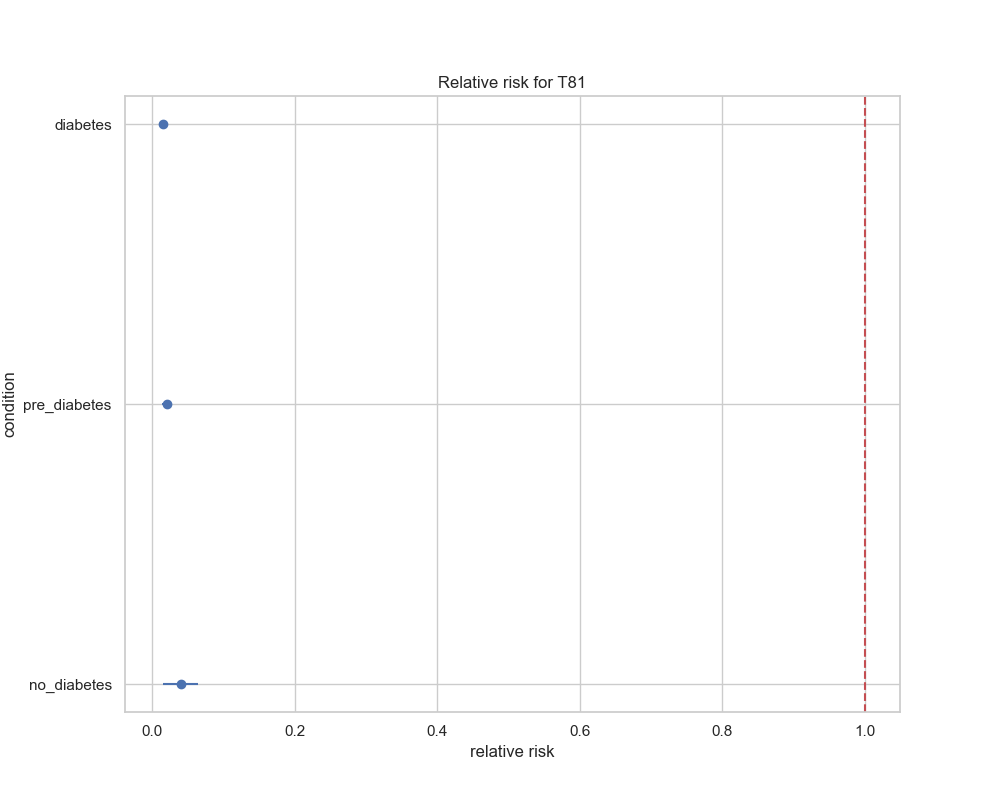 Relative risk for T81
diabetes
pre_diabetes
no_diabetes
condition
0.0 0.2 0.4 0.6 0.8 1.0
relative risk